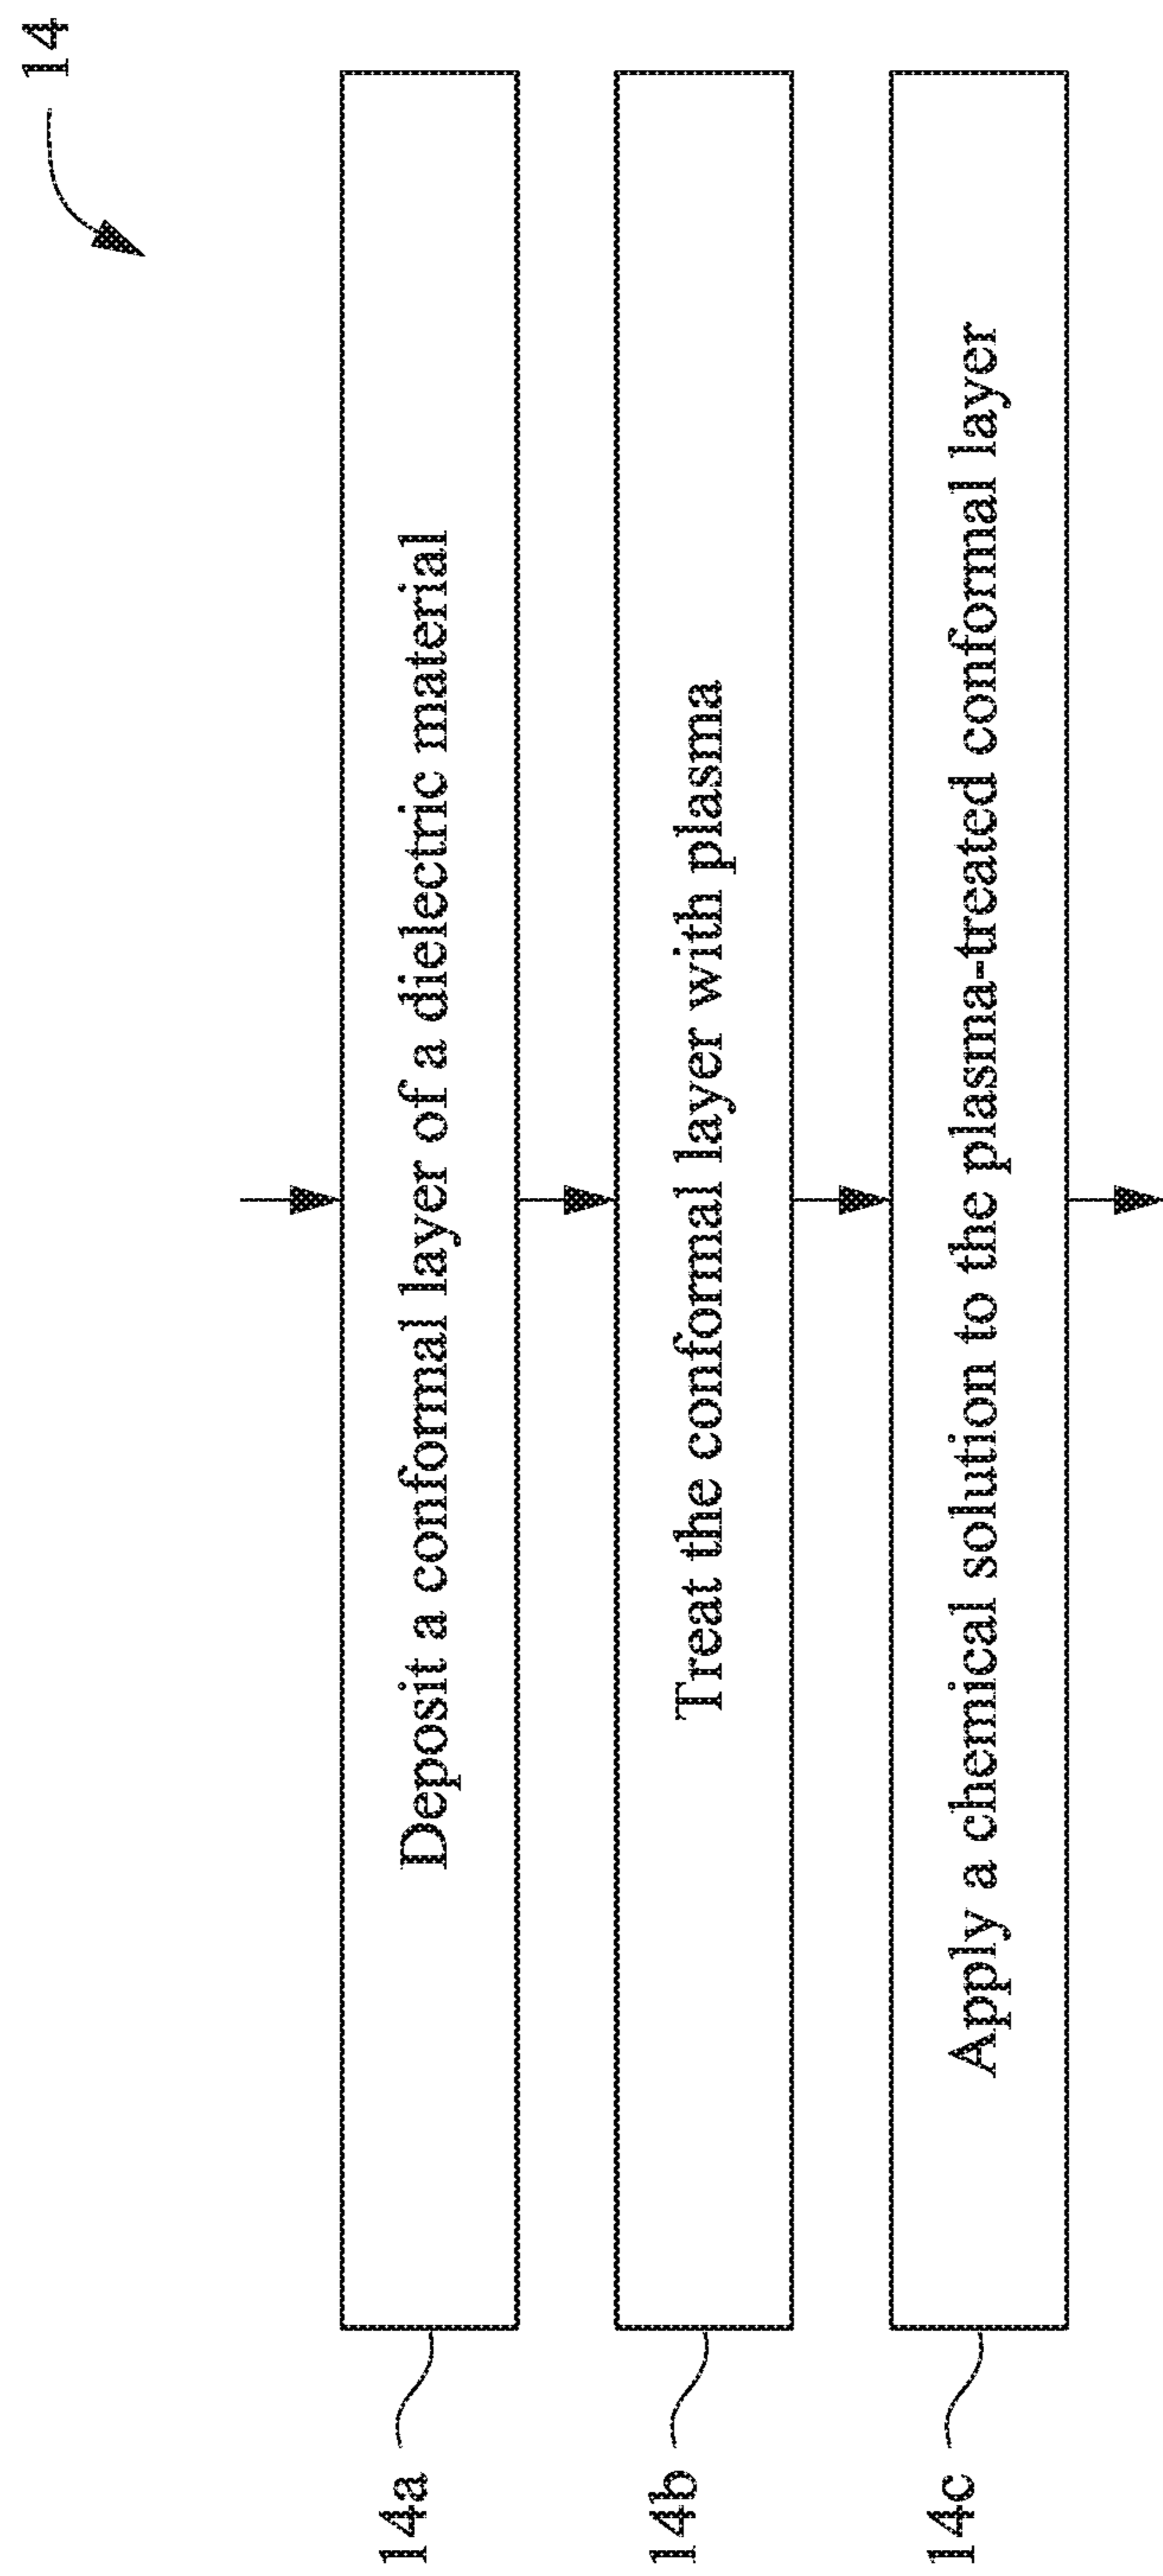 14
14a
Deposit a conformal layer of a dielectric material
14b
Treat the conformal layer with plasma
14c
Apply a chemical solution to the plasma-treated conformal layer